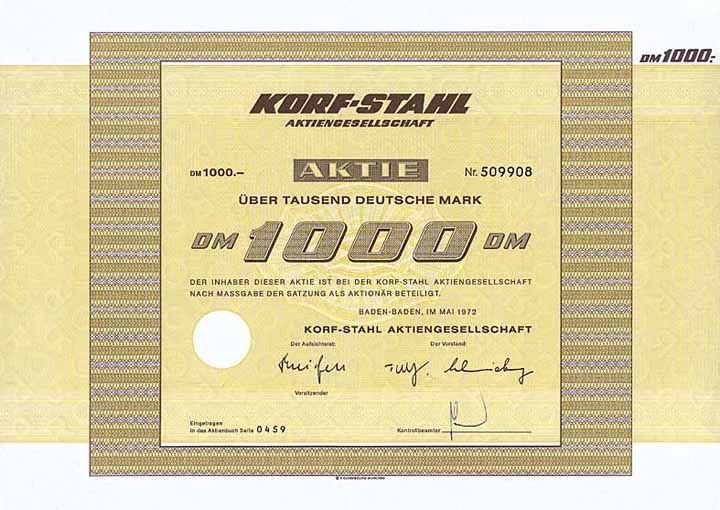 DM 1000.-
KORF-STAHL
AKTIENGESELLSCHAFT
DM 1000.— AKTIE Nr. 509908
ÜBER TAUSEND DEUTSCHE MARK
DM 1000 DM
DER INHABER DIESER AKTIE IST BEI DER KORF-STAHL AKTIENGESELLSCHAFT
NACH MASSGABE DER SATZUNG ALS AKTIONÄR BETEILIGT.
BADEN-BADEN, IM MAI 1972
KORF-STAHL AKTIENGESELLSCHAFT
Der Aufsichtsrat: Der Vorstand:
Vorsitzender
Eingetragen
in das Aktienbuch Seite 0459 Kontrollbeamter